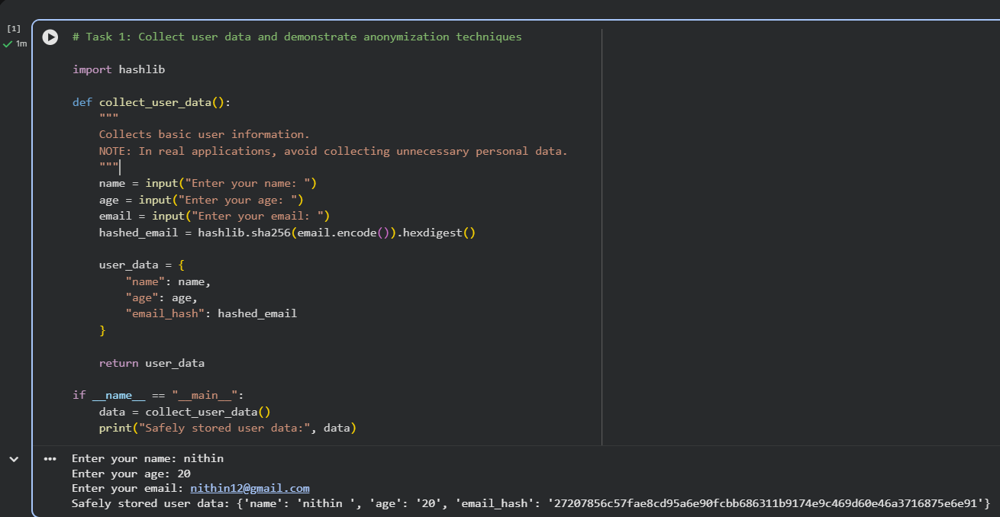 [1]
1m
# Task 1: Collect user data and demonstrate anonymization techniques
import hashlib
def collect_user_data():
"""
Collects basic user information.
NOTE: In real applications, avoid collecting unnecessary personal data.
"""
name = input("Enter your name: ")
age = input("Enter your age: ")
email = input("Enter your email: ")
hashed_email = hashlib.sha256(email.encode()).hexdigest()
user_data = {
"name": name,
"age": age,
"email_hash": hashed_email
}
return user_data
if __name__ == "__main__":
data = collect_user_data()
print("Safely stored user data:", data)
Enter your name: nithin
Enter your age: 20
Enter your email: nithin12@gmail.com
Safely stored user data: {'name': 'nithin ', 'age': '20', 'email_hash': '27207856c57fae8cd95a6e90fcbb686311b9174e9c469d60e46a3716875e6e91'}